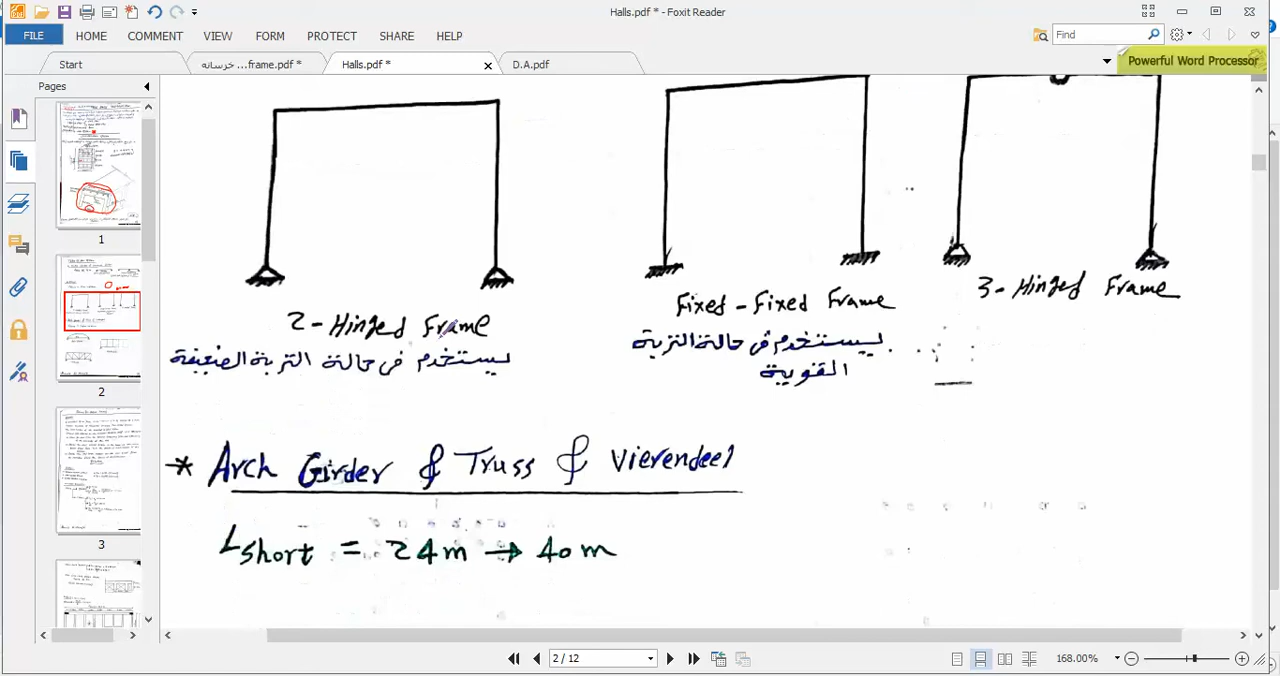 Halls.pdf * - Foxit Reader
FILE HOME COMMENT VIEW FORM PROTECT SHARE HELP
Find
Start
خرسانه ...frame.pdf *
Halls.pdf *
D.A.pdf
Powerful Word Processor
Pages
1
2
3
2-Hinged Frame
يستخدم فى حالة التربة الضعيفة
Fixed-Fixed Frame
يستخدم فى حالة التربة
القوية
3-Hinged Frame
* Arch Girder & Truss & Vierendeel
Lshort = 24m → 40m
2 / 12
168.00%